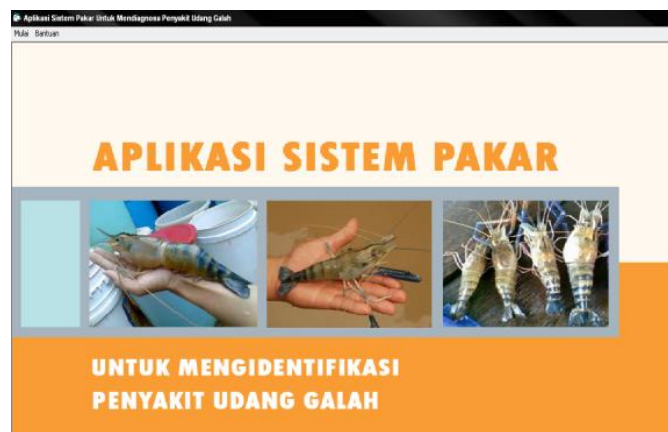 Aplikasi Sistem Pakar Untuk Mendiagnosa Penyakit Udang Galah
Mulai Bantuan
APLIKASI SISTEM PAKAR
UNTUK MENGIDENTIFIKASI
PENYAKIT UDANG GALAH